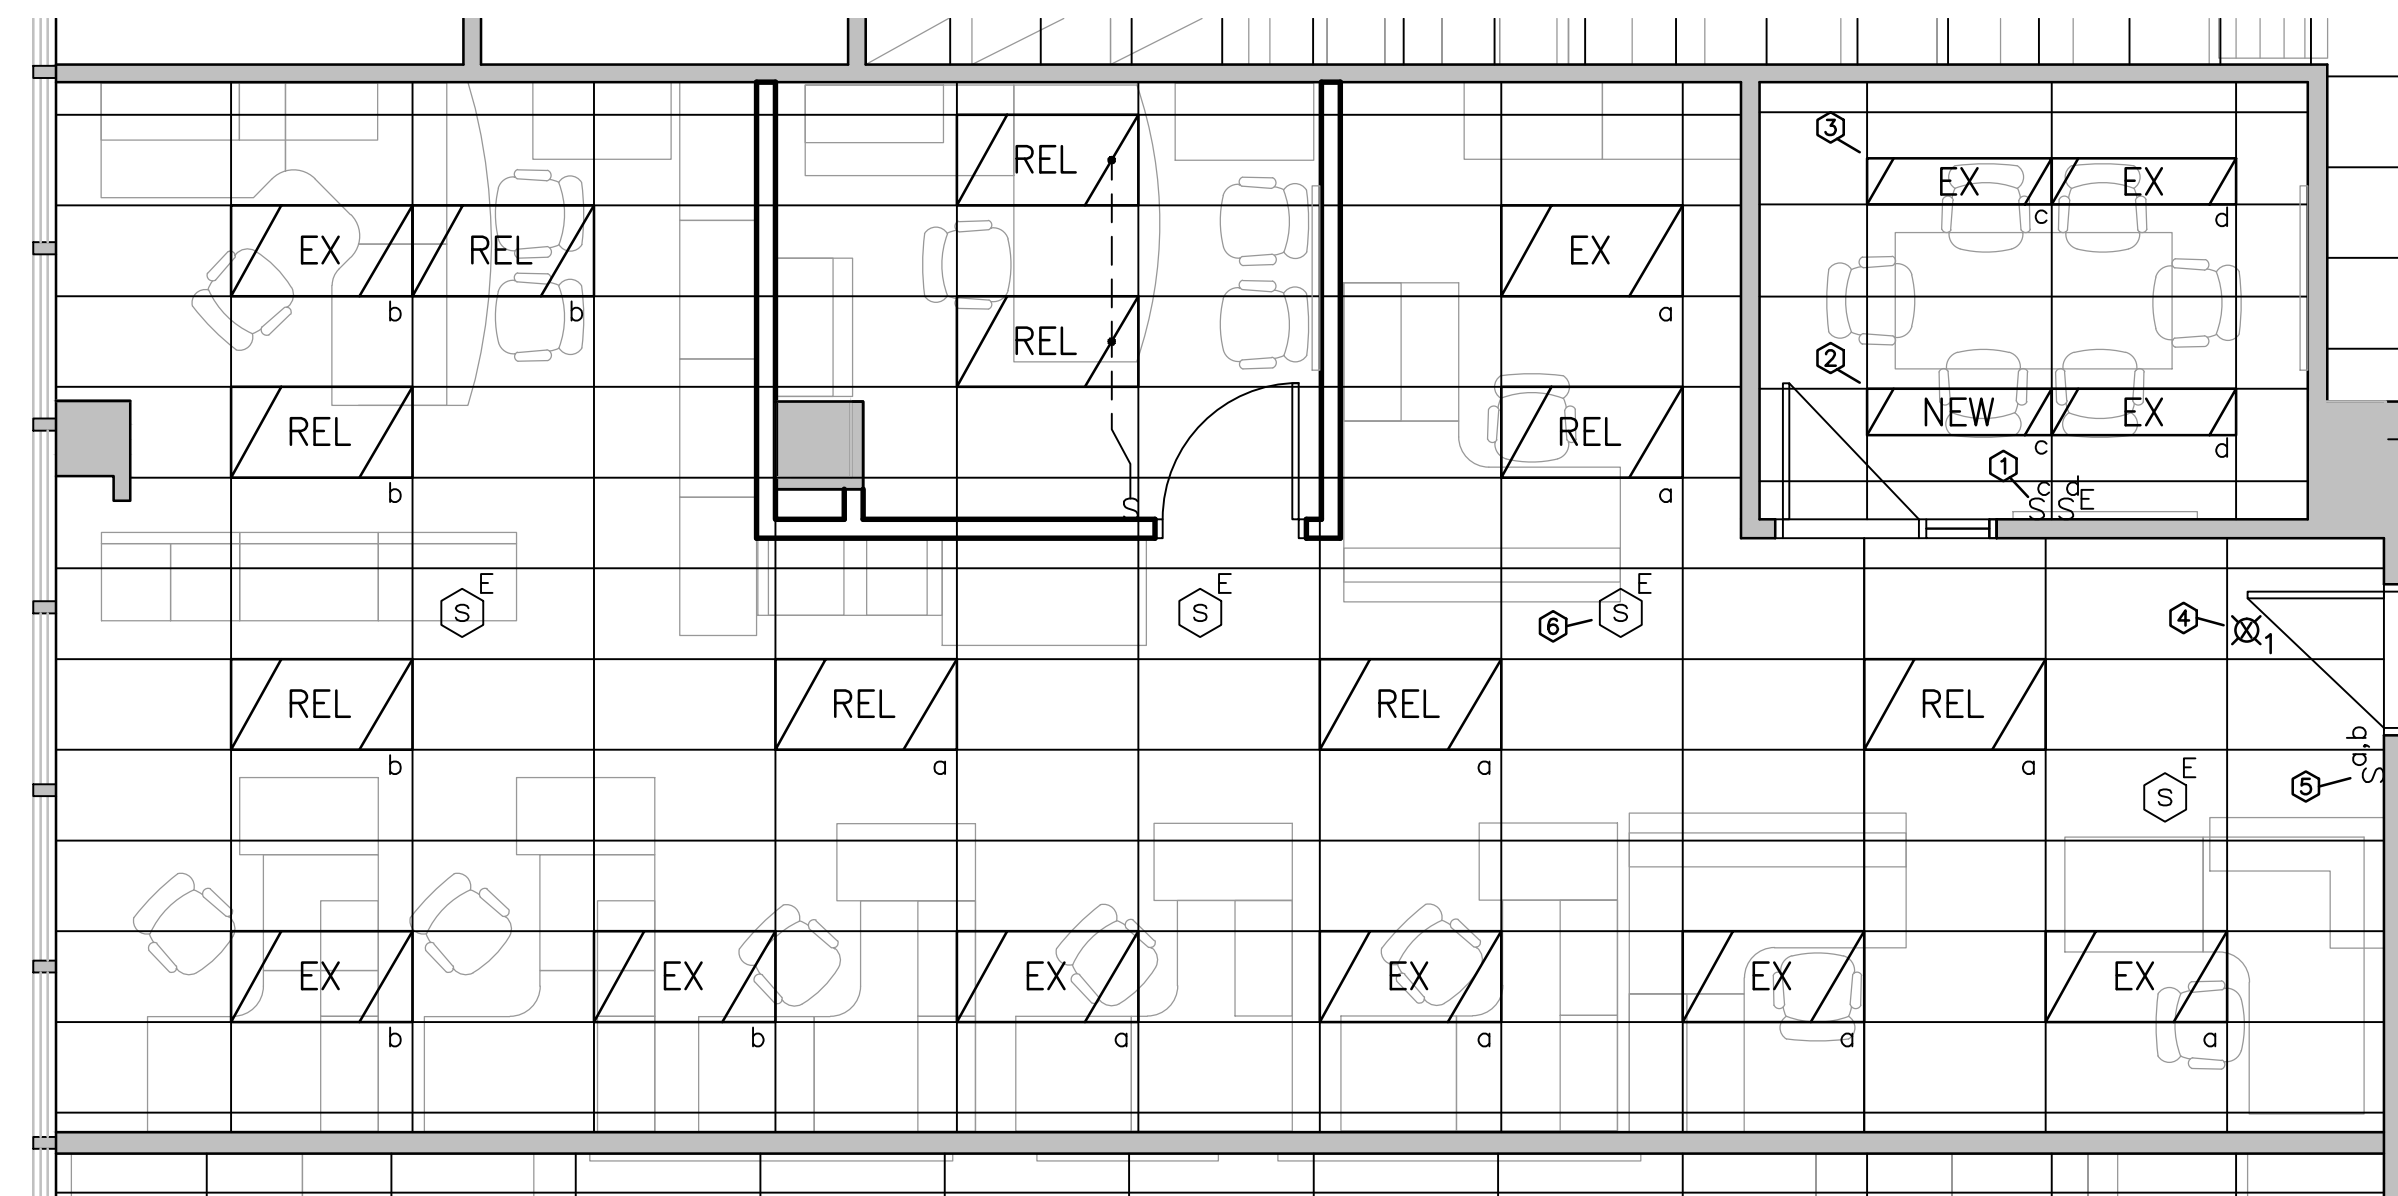 3
REL
EX EX
c d
EX REL EX
b b a
REL
2
REL REL NEW EX
b a c d
1
c d
S S S E
E E E
S S 6 S
4
1
REL REL REL REL
b a a a
a,b
S
E
S
5
EX EX EX EX EX EX
b b a a a a